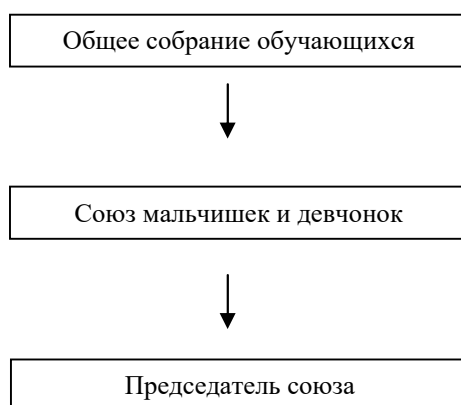 Общее собрание обучающихся
Союз мальчишек и девчонок
Председатель союза